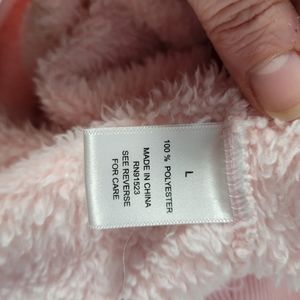 L
100 % POLYESTER
MADE IN CHINA
RN91523
SEE REVERSE
FOR CARE